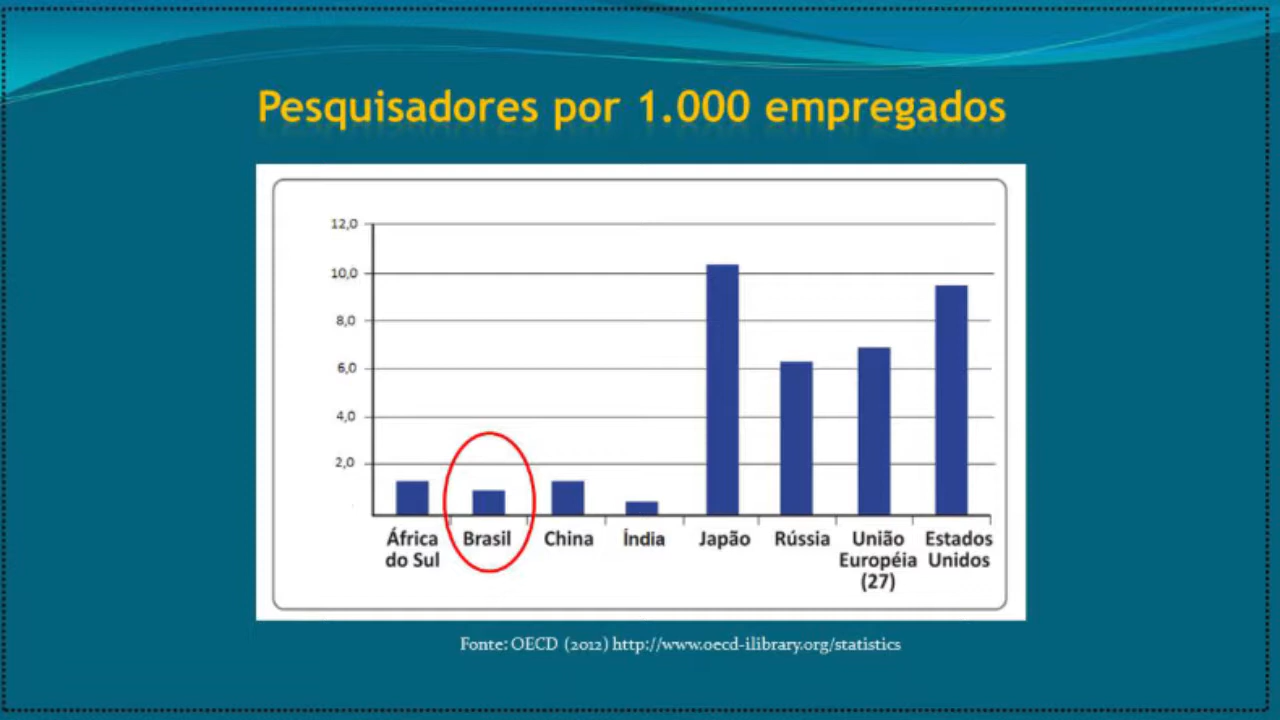 Pesquisadores por 1.000 empregados
12,0
10,0
8,0
6,0
4,0
2,0
África do Sul
Brasil
China
Índia
Japão
Rússia
União Européia (27)
Estados Unidos
Fonte: OECD (2012) http://www.oecd-ilibrary.org/statistics